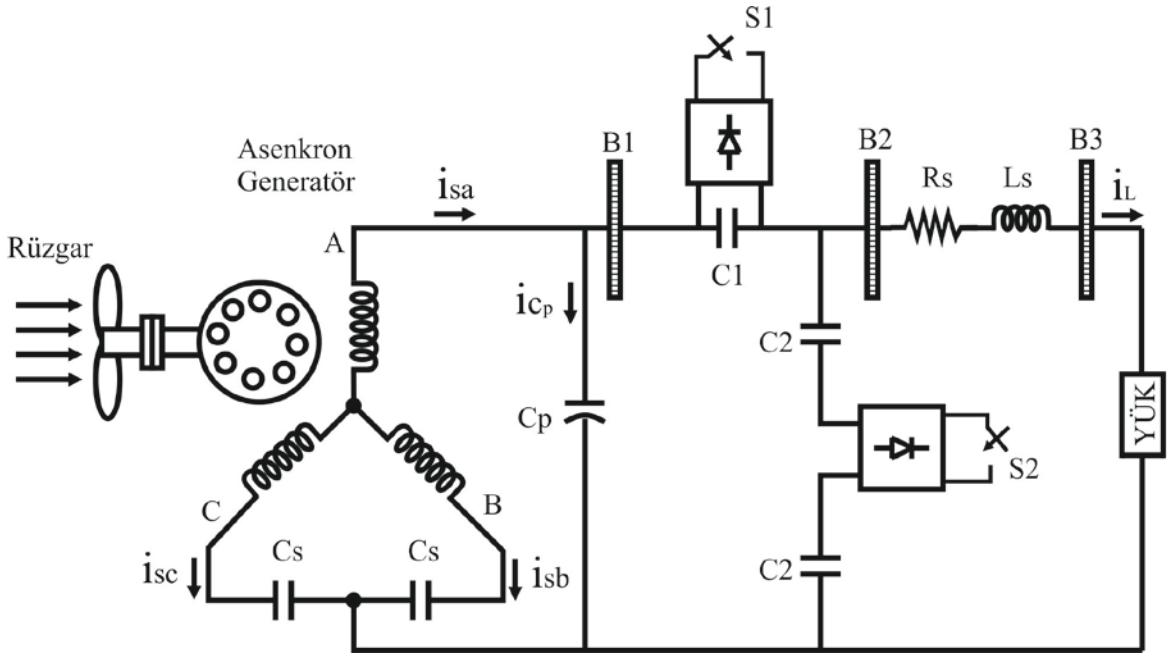 S1
Asenkron
Generatör
B1
B2
B3
isa
Rs
Ls
iL
A
Rüzgar
C1
icp
C2
Cp
YÜK
S2
C
B
Cs
Cs
isc
isb
C2